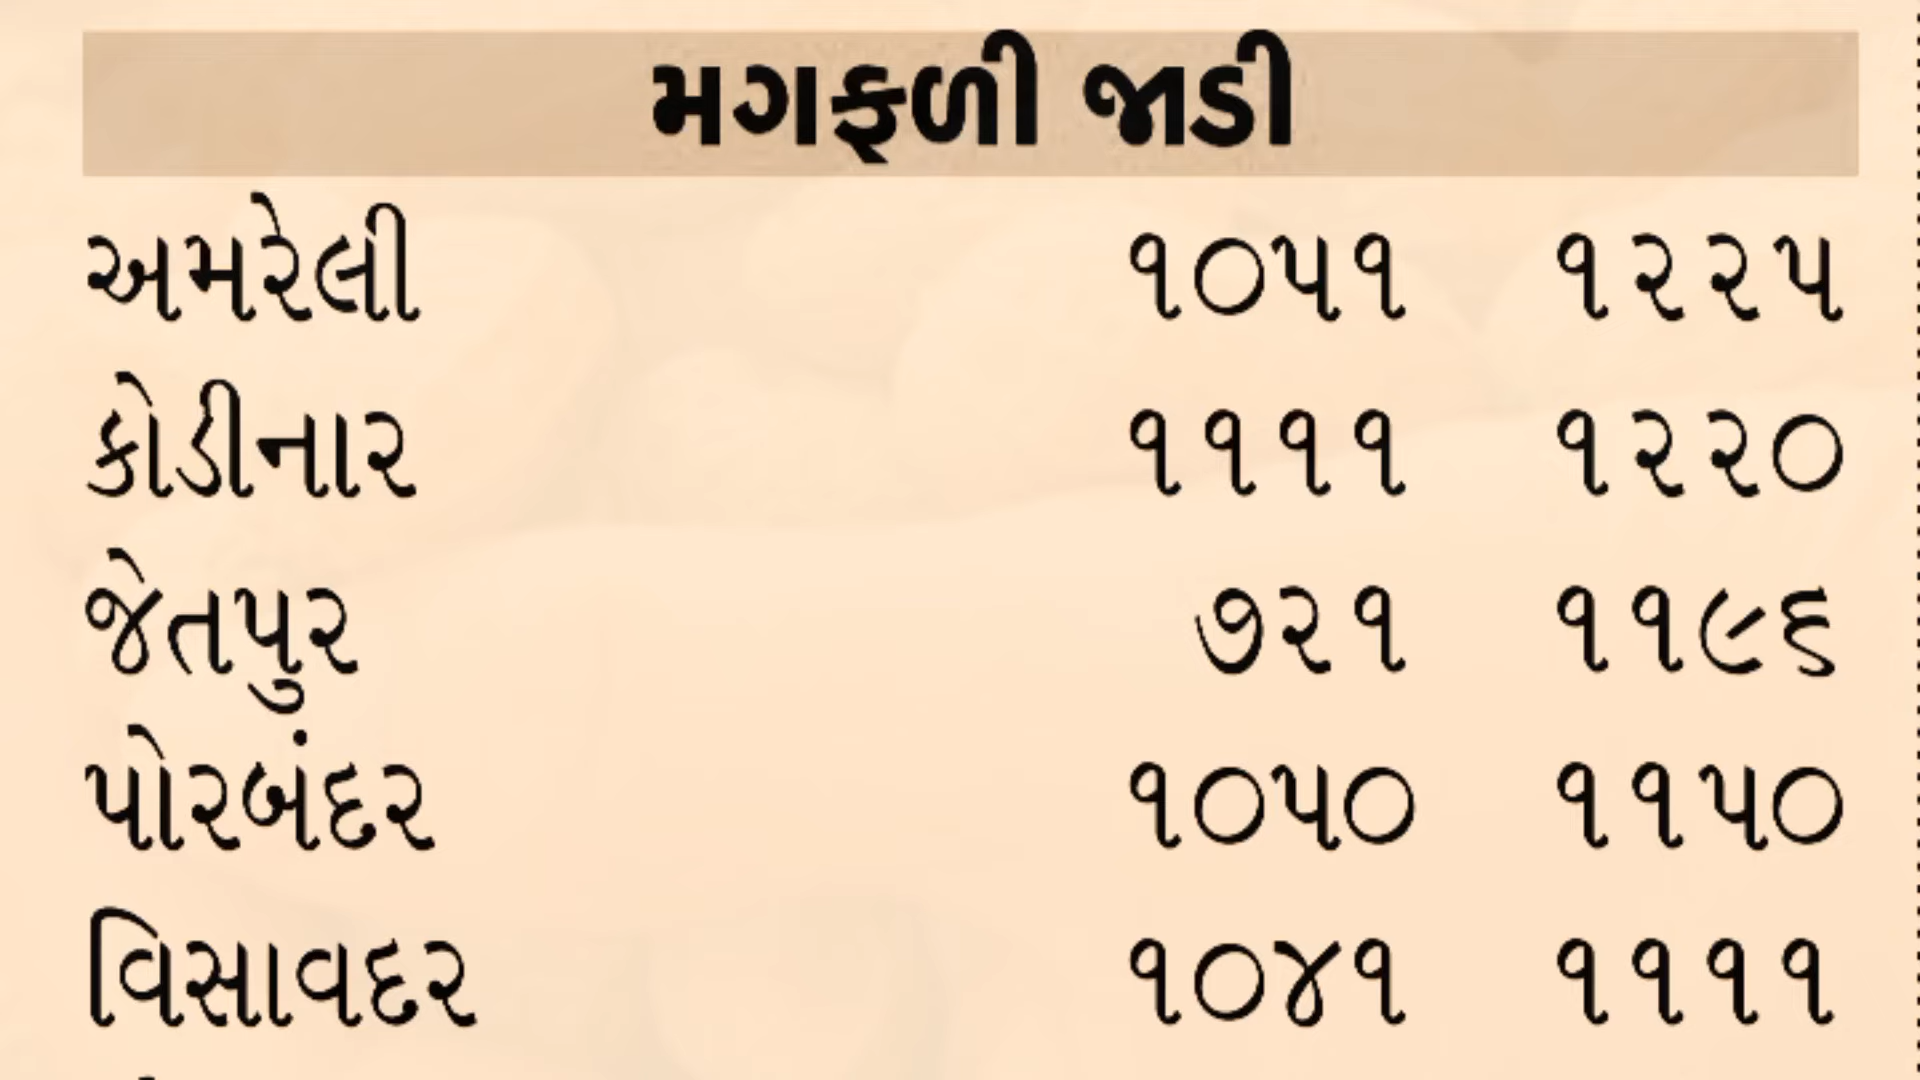 મગફળી જાડી
અમરેલી ૧૦૫૧ ૧૨૨૫
કોડીનાર ૧૧૧૧ ૧૨૨૦
જેતપુર ૭૨૧ ૧૧૯૬
પોરબંદર ૧૦૫૦ ૧૧૫૦
વિસાવદર ૧૦૪૧ ૧૧૧૧